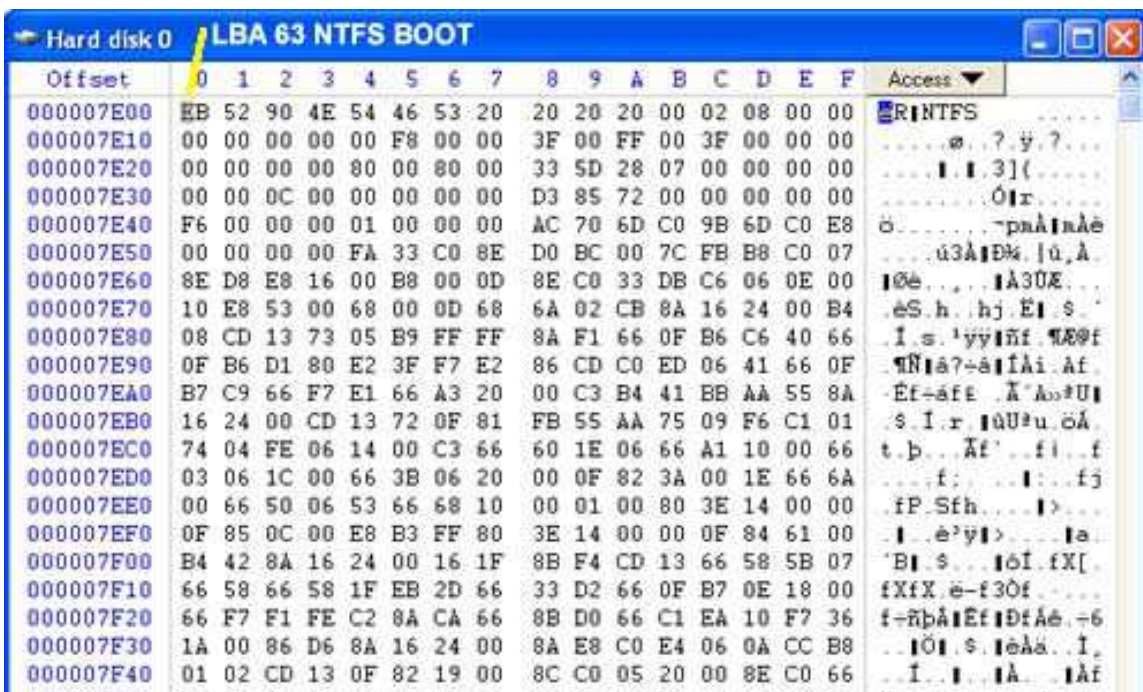 Hard disk 0 LBA 63 NTFS BOOT
Offset 0 1 2 3 4 5 6 7 8 9 A B C D E F Access
000007E00 EB 52 90 4E 54 46 53 20 20 20 20 00 02 08 00 00
000007E10 00 00 00 00 00 F8 00 00 3F 00 FF 00 3F 00 00 00
000007E20 00 00 00 00 80 00 80 00 33 5D 28 07 00 00 00 00
000007E30 00 00 0C 00 00 00 00 00 D3 85 72 00 00 00 00 00
000007E40 F6 00 00 00 01 00 00 00 AC 70 6D C0 9B 6D C0 E8
000007E50 00 00 00 00 FA 33 C0 8E D0 BC 00 7C FB B8 C0 07
000007E60 8E D8 E8 16 00 B8 00 0D 8E C0 33 DB C6 06 0E 00
000007E70 10 E8 53 00 68 00 0D 68 6A 02 CB 8A 16 24 00 B4
000007E80 08 CD 13 73 05 B9 FF FF 8A F1 66 0F B6 C6 40 66
000007E90 0F B6 D1 80 E2 3F F7 E2 86 CD C0 ED 06 41 66 0F
000007EA0 B7 C9 66 F7 E1 66 A3 20 00 C3 B4 41 BB AA 55 8A
000007EB0 16 24 00 CD 13 72 0F 81 FB 55 AA 75 09 F6 C1 01
000007EC0 74 04 FE 06 14 00 C3 66 60 1E 06 66 A1 10 00 66
000007ED0 03 06 1C 00 66 3B 06 20 00 0F 82 3A 00 1E 66 6A
000007EE0 00 66 50 06 53 66 68 10 00 01 00 80 3E 14 00 00
000007EF0 0F 85 0C 00 E8 B3 FF 80 3E 14 00 00 0F 84 61 00
000007F00 B4 42 8A 16 24 00 16 1F 8B F4 CD 13 66 58 5B 07
000007F10 66 58 66 58 1F EB 2D 66 33 D2 66 0F B7 0E 18 00
000007F20 66 F7 F1 FE C2 8A CA 66 8B D0 66 C1 EA 10 F7 36
000007F30 1A 00 86 D6 8A 16 24 00 8A E8 C0 E4 06 0A CC B8
000007F40 01 02 CD 13 0F 82 19 00 8C C0 05 20 00 8E C0 66